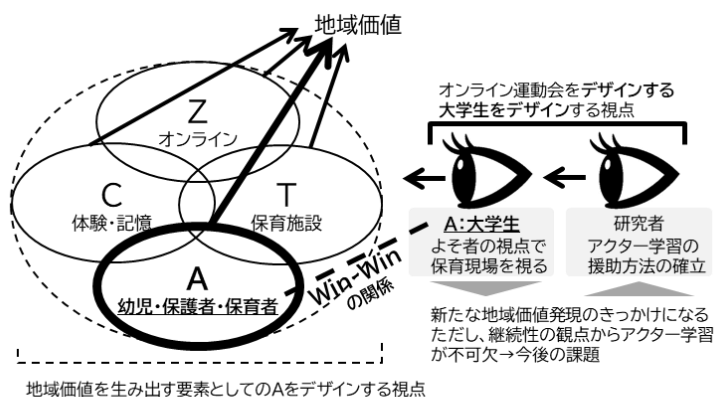 地域価値
Z
オンライン
C
体験・記憶
T
保育施設
A
幼児・保護者・保育者
Win-Win
の関係
地域価値を生み出す要素としてのAをデザインする視点
オンライン運動会をデザインする
大学生をデザインする視点
A：大学生
よそ者の視点で
保育現場を視る
研究者
アクター学習の
援助方法の確立
新たな地域価値発現のきっかけになる
ただし、継続性の観点からアクター学習
が不可欠→今後の課題